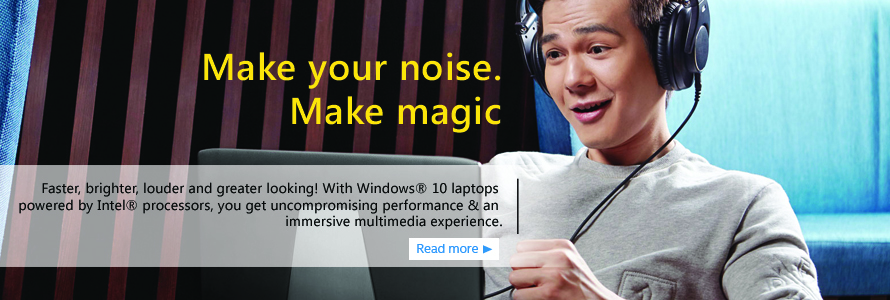 Make your noise.
Make magic
Faster, brighter, louder and greater looking! With Windows® 10 laptops
powered by Intel® processors, you get uncompromising performance & an
immersive multimedia experience.
Read more ▶